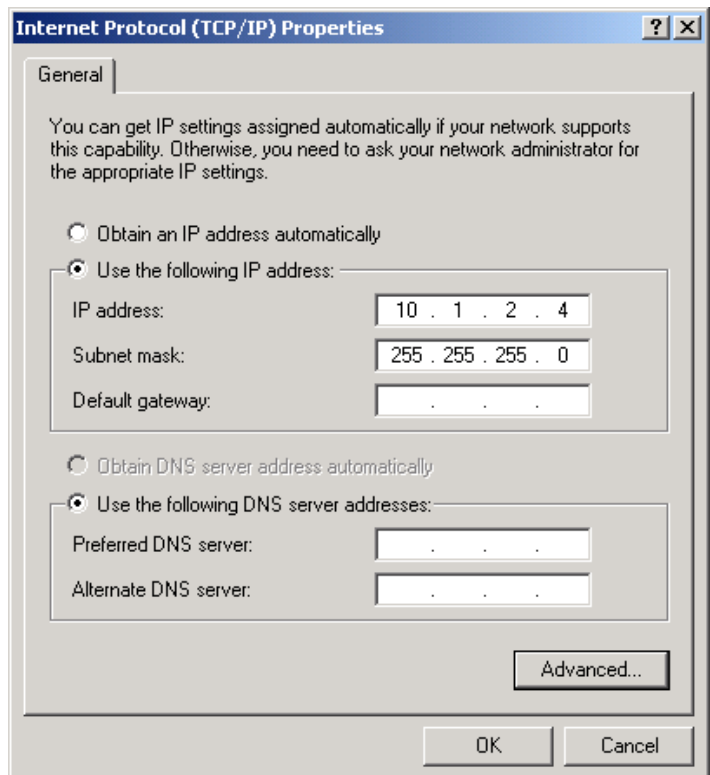 Internet Protocol (TCP/IP) Properties
General
You can get IP settings assigned automatically if your network supports
this capability. Otherwise, you need to ask your network administrator for
the appropriate IP settings.
Obtain an IP address automatically
Use the following IP address:
IP address: 10 . 1 . 2 . 4
Subnet mask: 255 . 255 . 255 . 0
Default gateway: . . .
Obtain DNS server address automatically
Use the following DNS server addresses:
Preferred DNS server: . . .
Alternate DNS server: . . .
Advanced...
OK Cancel